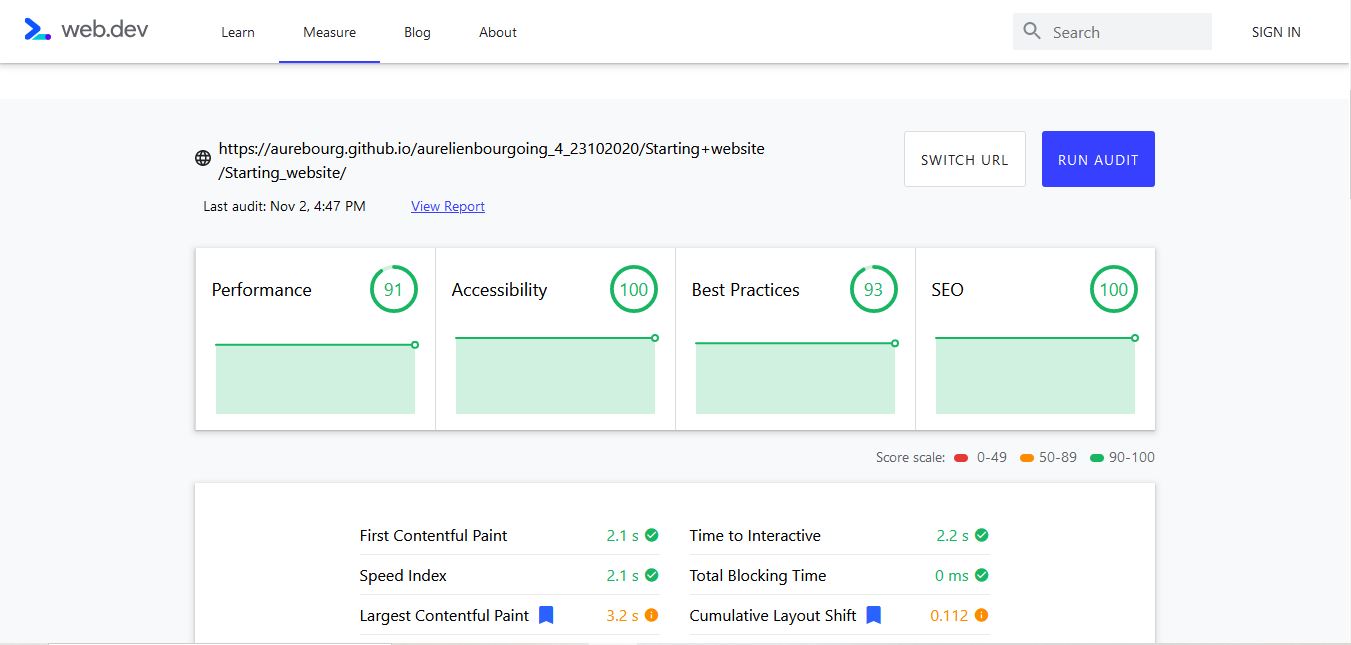 web.dev
Learn
Measure
Blog
About
Search
SIGN IN
https://aurebourg.github.io/aurelienbourgoing_4_23102020/Starting+website
/Starting_website/
SWITCH URL
RUN AUDIT
Last audit: Nov 2, 4:47 PM
View Report
Performance
91
Accessibility
100
Best Practices
93
SEO
100
Score scale: 0-49 50-89 90-100
First Contentful Paint 2.1 s
Time to Interactive 2.2 s
Speed Index 2.1 s
Total Blocking Time 0 ms
Largest Contentful Paint 3.2 s
Cumulative Layout Shift 0.112